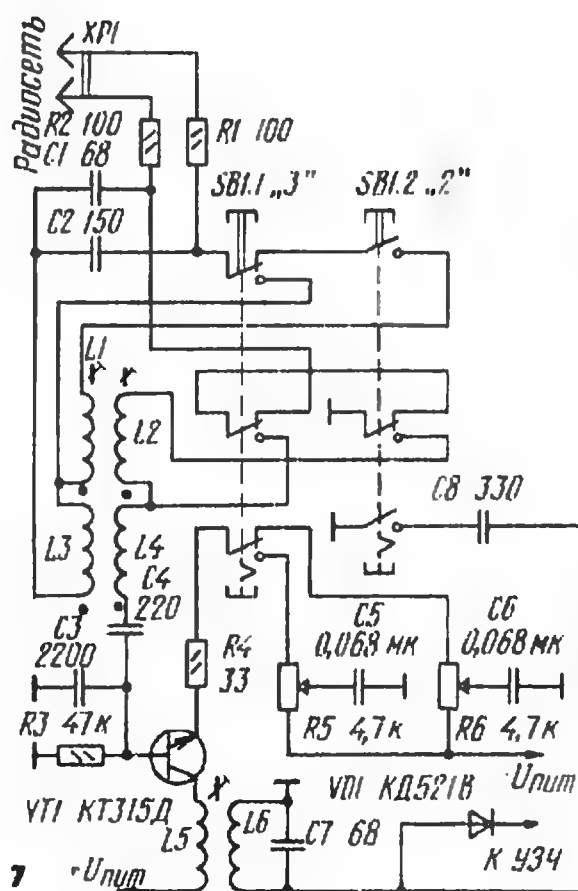 Радиосеть
XP1
R2 100
C1 68
R1 100
SB1.1 „3"
SB1.2 „2"
C2 150
L1
L2
C8 330
L3
L4
C4
220
C3
2200
R4
33
C5
0,068 мк
C6
0,068 мк
R3 47к
R5 4,7к
R6 4,7к
Uпит
VT1 КТ315Д
L5
L6
VD1 КД521В
C7 68
К УЗЧ
7
-Uпит